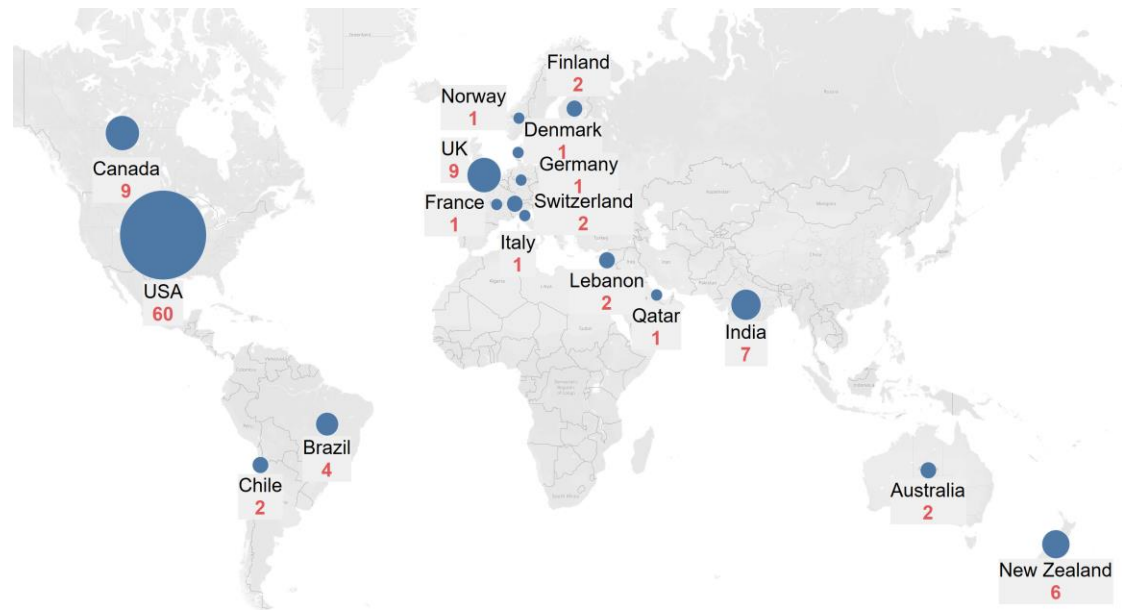 Finland
2
Norway
1
Denmark
1
UK
9
Germany
1
Canada
9
France
1
Switzerland
2
Italy
1
USA
60
Lebanon
2
Qatar
1
India
7
Brazil
4
Chile
2
Australia
2
New Zealand
6